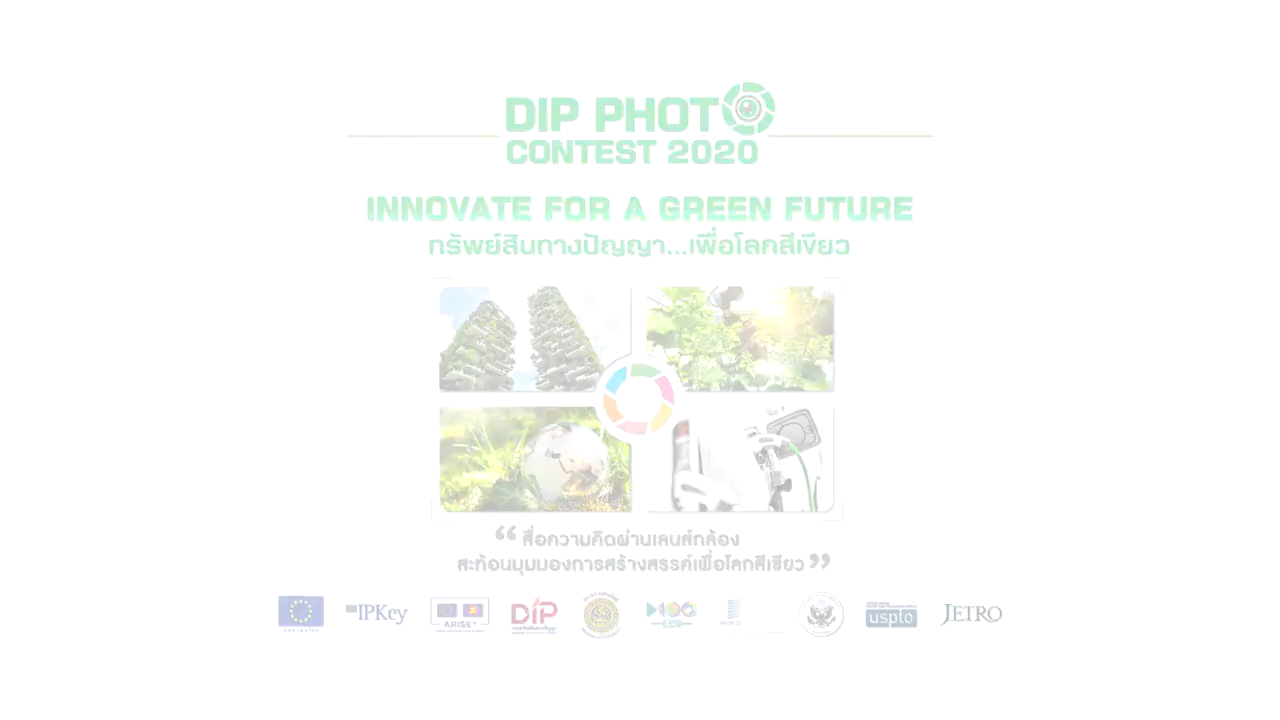 DIP PHOTO
CONTEST 2020
INNOVATE FOR A GREEN FUTURE
ทรัพย์สินทางปัญญา...เพื่อโลกสีเขียว
“ สื่อความคิดผ่านเลนส์กล้อง
สะท้อนมุมมองการสร้างสรรค์เพื่อโลกสีเขียว ”
IPKey
ARISE+
DIP
uspto
JETRO